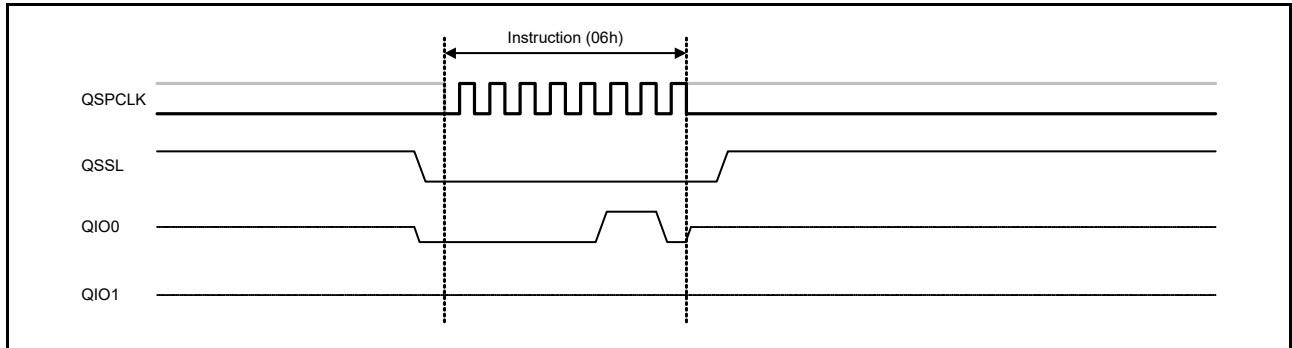 Instruction (06h)
QSPCLK
QSSL
QIO0
QIO1